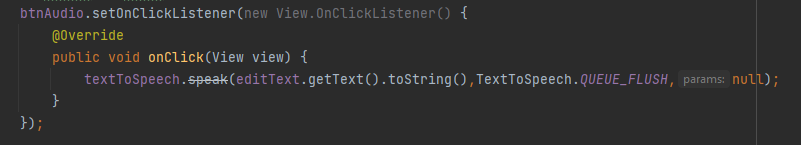 btnAudio.setOnClickListener(new View.OnClickListener() {
    @Override
    public void onClick(View view) {
        textToSpeech.speak(editText.getText().toString(),TextToSpeech.QUEUE_FLUSH, params: null);
    }
});